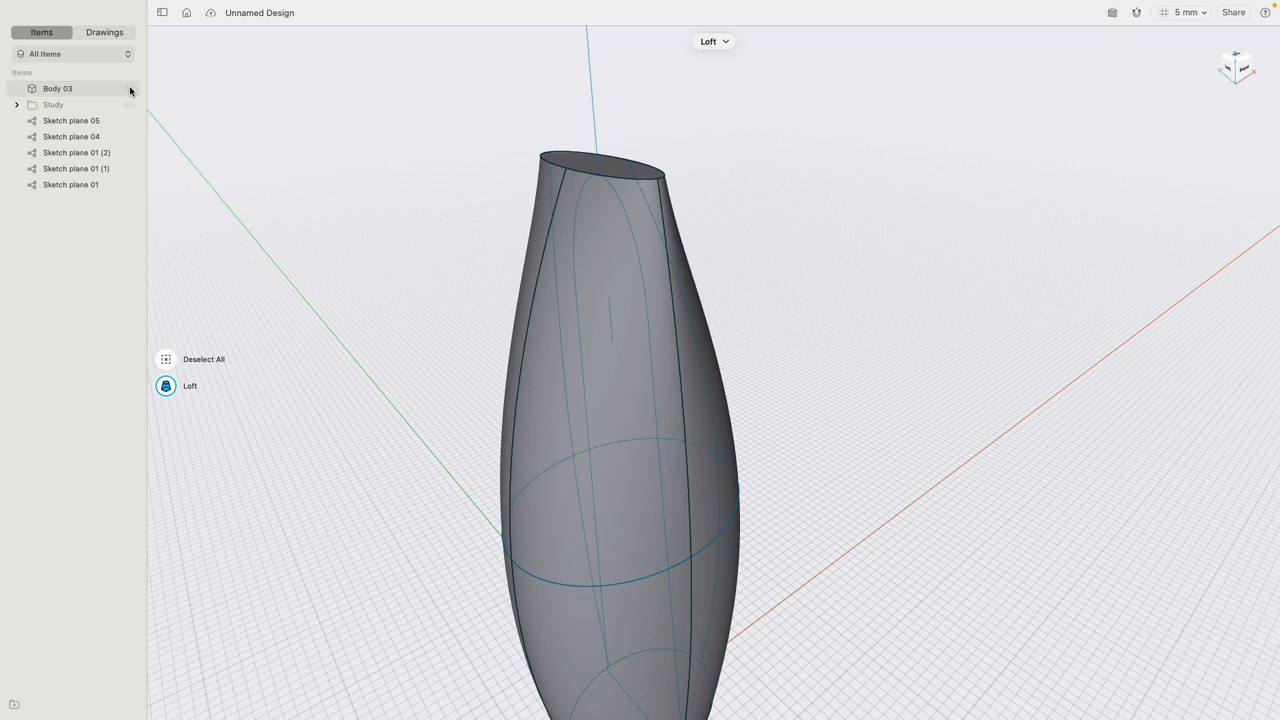 Unnamed Design
5 mm
Share
Items
Drawings
All Items
Items
Body 03
Study
Sketch plane 05
Sketch plane 04
Sketch plane 01 (2)
Sketch plane 01 (1)
Sketch plane 01
Loft
Deselect All
Loft
Front